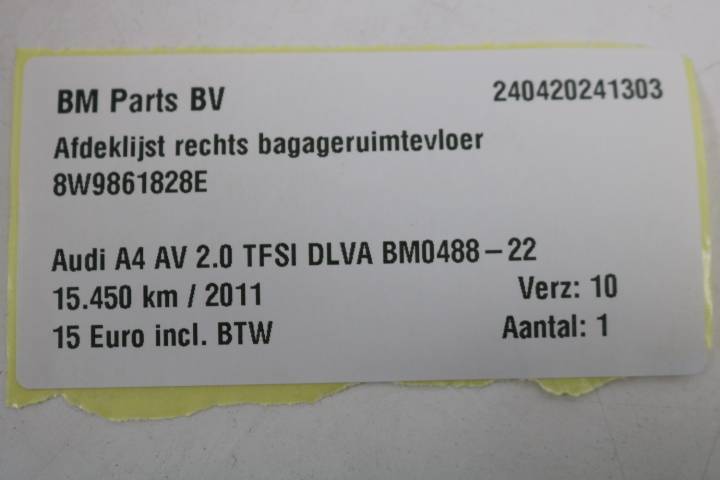 BM Parts BV 240420241303
Afdeklijst rechts bagageruimtevloer
8W9861828E
Audi A4 AV 2.0 TFSI DLVA BM0488-22
15.450 km / 2011 Verz: 10
15 Euro incl. BTW Aantal: 1